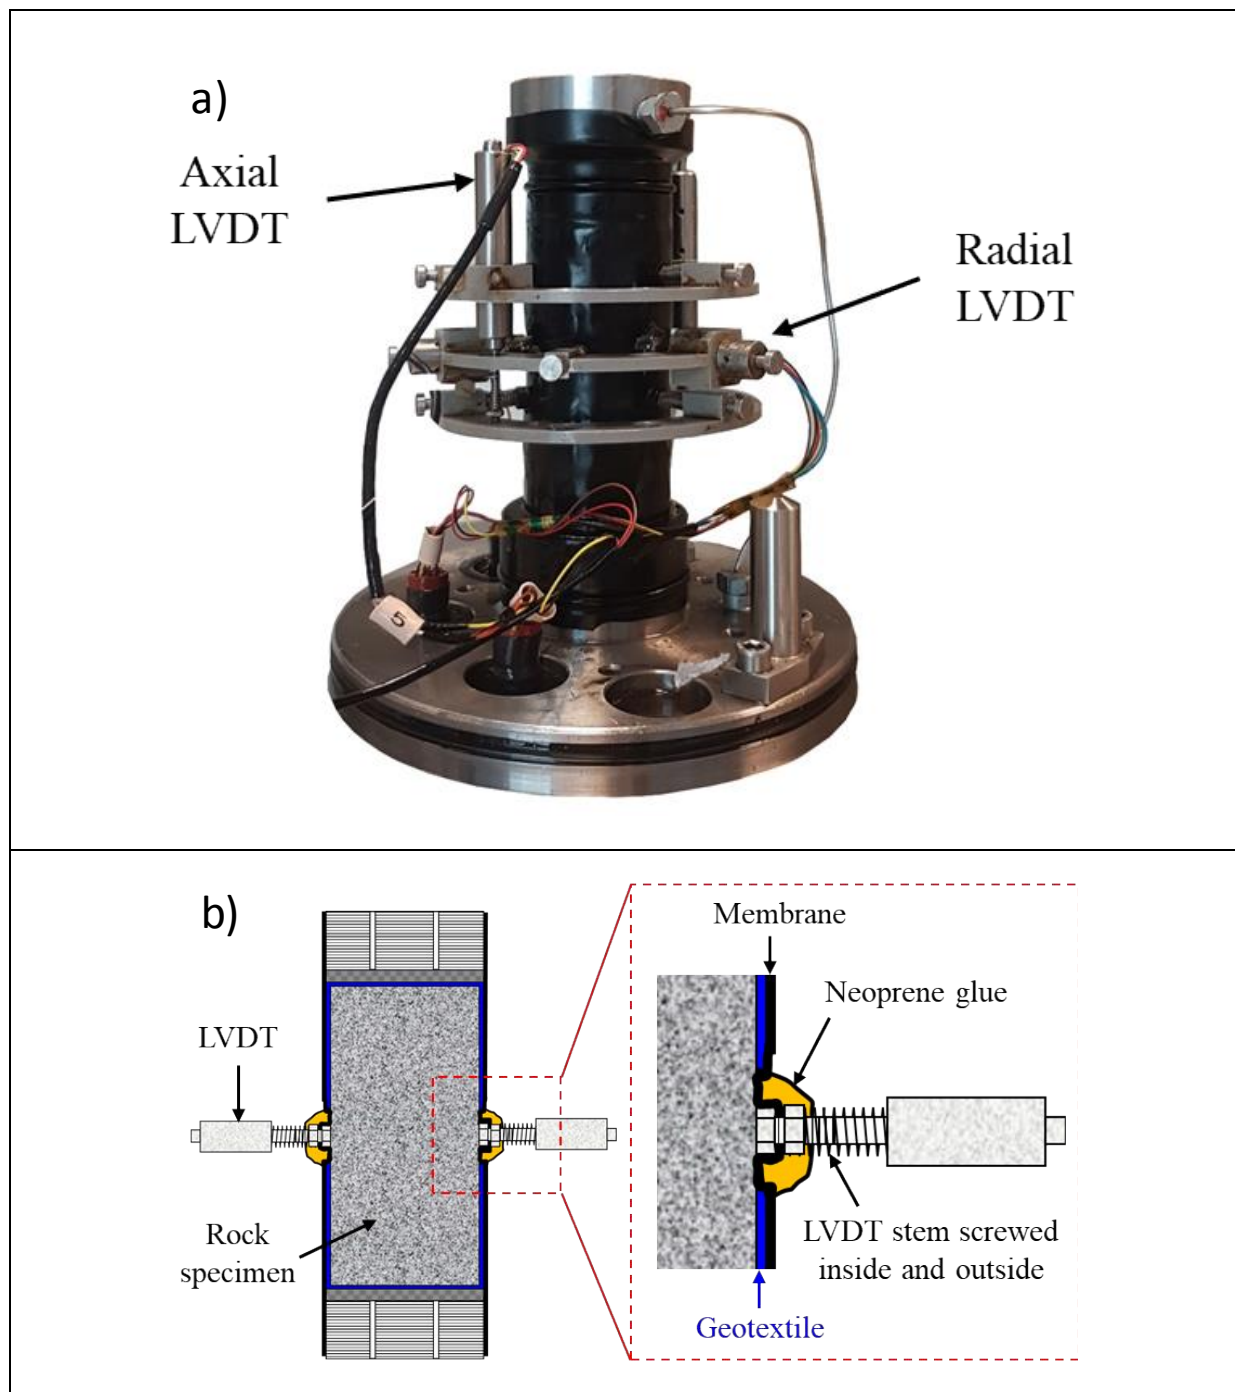 a)
Axial
LVDT
Radial
LVDT
5
b)
Membrane
Neoprene glue
LVDT
Rock
specimen
LVDT stem screwed
inside and outside
Geotextile